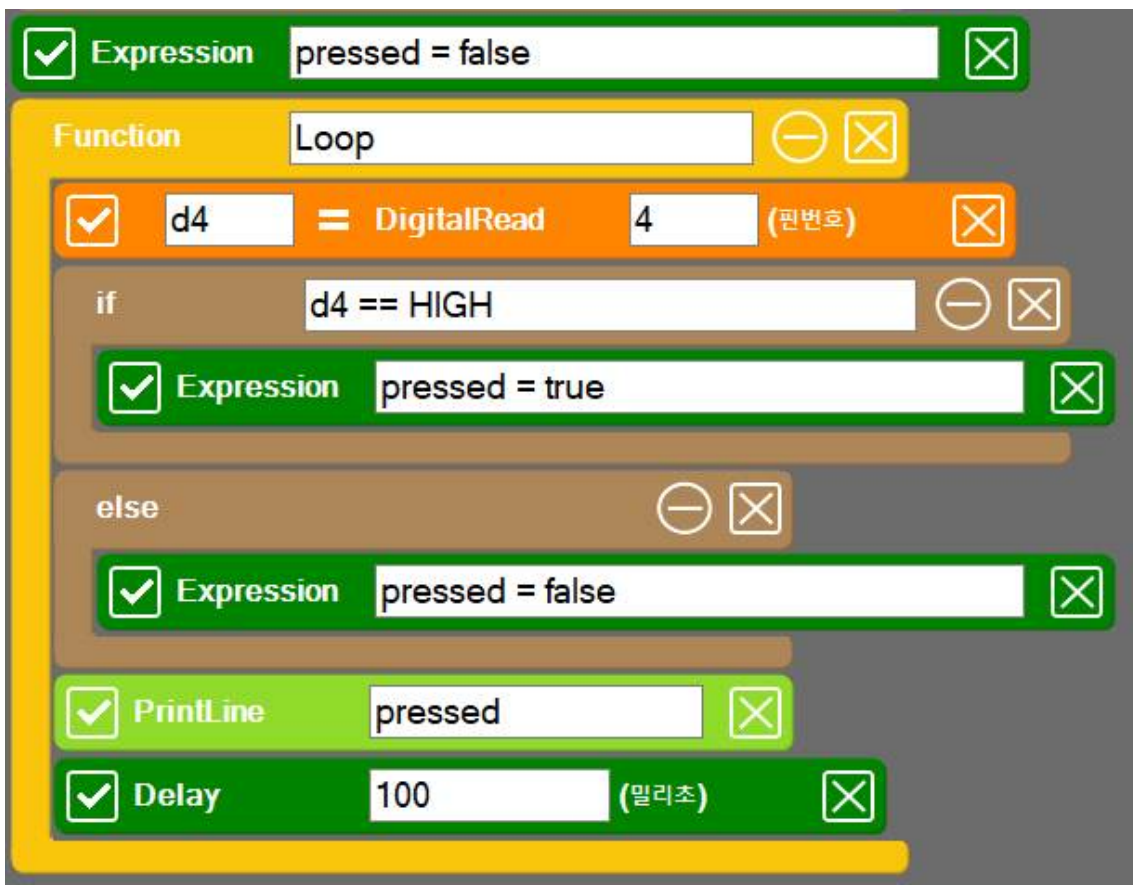 Expression pressed = false
Function Loop
d4 = DigitalRead 4 (핀번호)
if d4 == HIGH
Expression pressed = true
else
Expression pressed = false
PrintLine pressed
Delay 100 (밀리초)